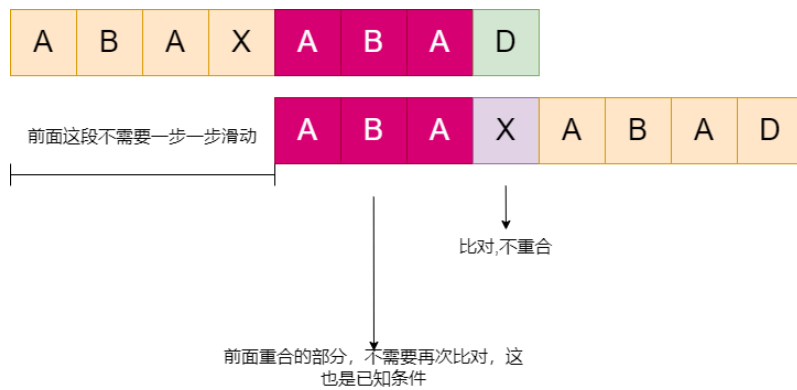 A B A X A B A D
前面这段不需要一步一步滑动
A B A X A B A D
比对,不重合
前面重合的部分，不需要再次比对，这
也是已知条件